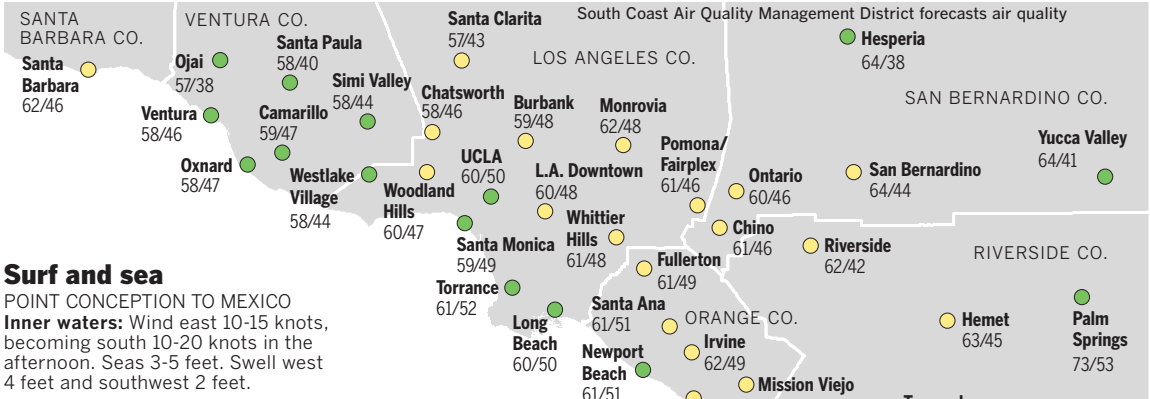 SANTA
BARBARA CO.
VENTURA CO.
Santa Clarita
57/43
South Coast Air Quality Management District forecasts air quality
Santa
Barbara
62/46
Ojai
57/38
Santa Paula
58/40
LOS ANGELES CO.
Hesperia
64/38
Simi Valley
58/44
Chatsworth
58/46
Burbank
59/48
Monrovia
62/48
SAN BERNARDINO CO.
Ventura
58/46
Camarillo
59/47
Pomona/
Fairplex
61/46
Yucca Valley
64/41
Oxnard
58/47
Westlake
Village
58/44
Woodland
Hills
60/47
UCLA
60/50
L.A. Downtown
60/48
Ontario
60/46
San Bernardino
64/44
Whittier
Hills
61/48
Chino
61/46
Santa Monica
59/49
Riverside
62/42
RIVERSIDE CO.
Fullerton
61/49
Torrance
61/52
Long
Beach
60/50
Santa Ana
61/51
ORANGE CO.
Irvine
62/49
Hemet
63/45
Palm
Springs
73/53
Newport
Beach
61/51
Mission Viejo
Surf and sea
POINT CONCEPTION TO MEXICO
Inner waters: Wind east 10-15 knots,
becoming south 10-20 knots in the
afternoon. Seas 3-5 feet. Swell west
4 feet and southwest 2 feet.